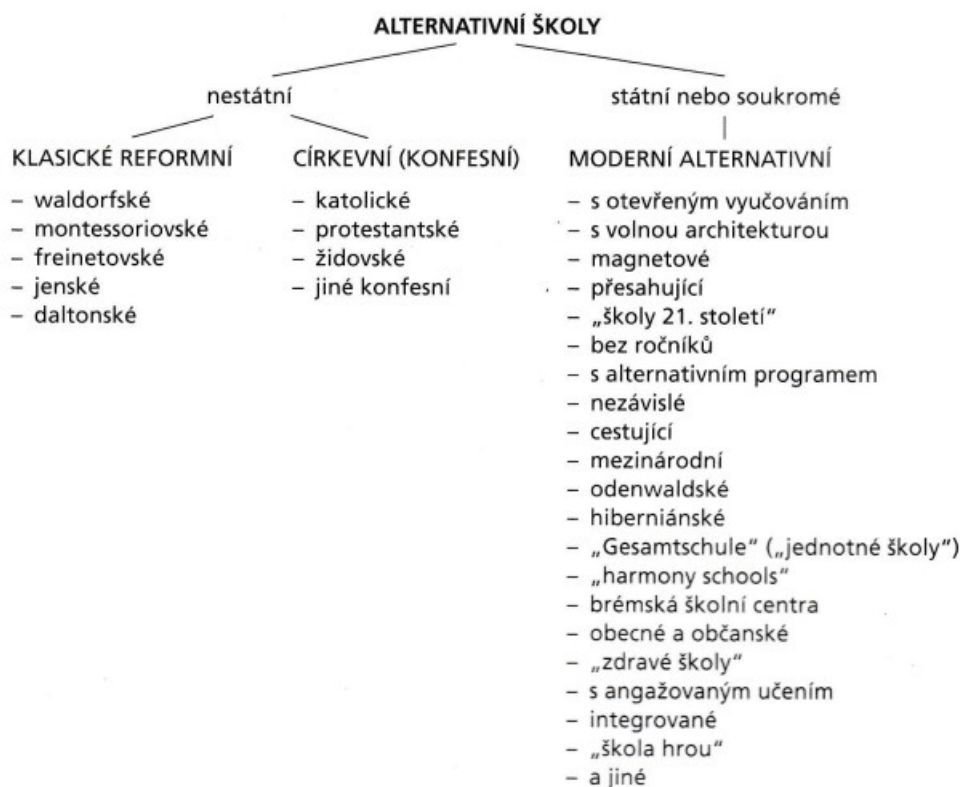 ALTERNATIVNÍ ŠKOLY
nestátní
státní nebo soukromé
KLASICKÉ REFORMNÍ
– waldorfské
– montessoriovské
– freinetovské
– jenské
– daltonské
CÍRKEVNÍ (KONFESNÍ)
– katolické
– protestantské
– židovské
– jiné konfesní
MODERNÍ ALTERNATIVNÍ
– s otevřeným vyučováním
– s volnou architekturou
– magnetové
– přesahující
– „školy 21. století“
– bez ročníků
– s alternativním programem
– nezávislé
– cestující
– mezinárodní
– odenwaldské
– hiberniánské
– „Gesamtschule“ („jednotné školy“)
– „harmony schools“
– brémská školní centra
– obecné a občanské
– „zdravé školy“
– s angažovaným učením
– integrované
– „škola hrou“
– a jiné